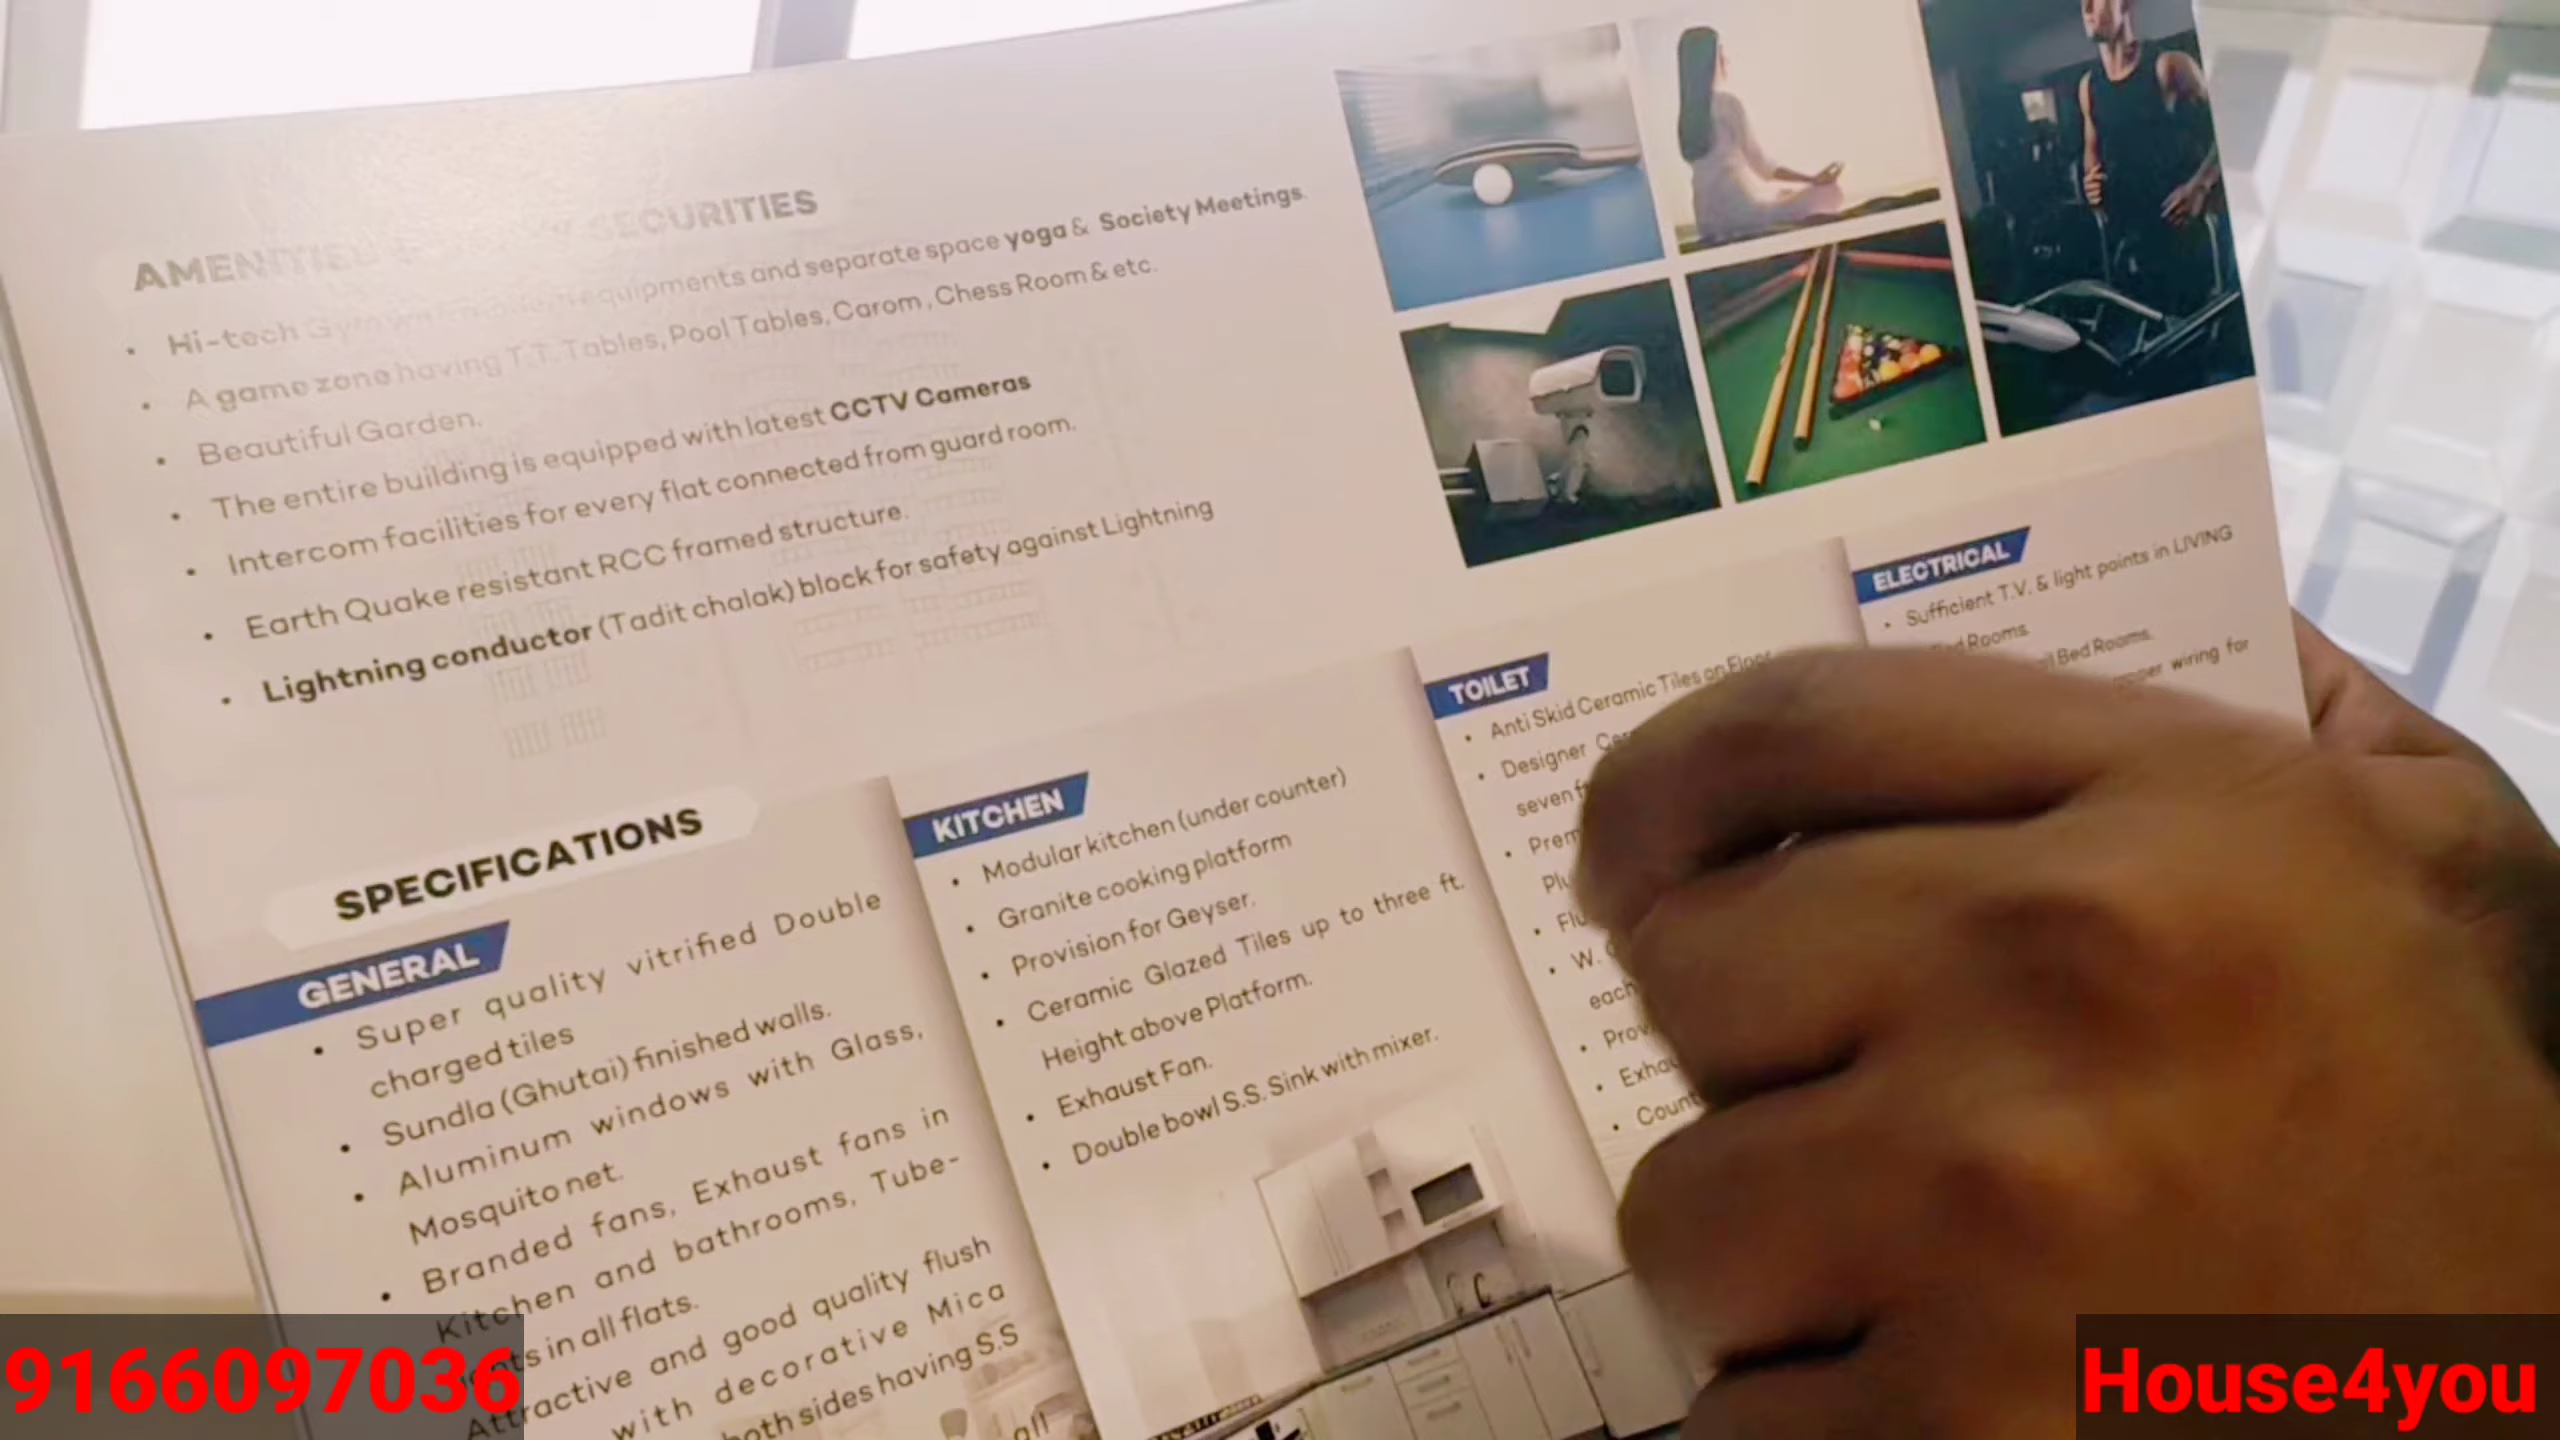 AMENITIES SECURITIES
Hi-tech Gym equipments and separate space yoga & Society Meetings.
A game zone having T.T. Tables, Pool Tables, Carom, Chess Room & etc.
Beautiful Garden.
The entire building is equipped with latest CCTV Cameras
Intercom facilities for every flat connected from guard room.
Earth Quake resistant RCC framed structure.
Lightning conductor (Tadit chalak) block for safety against Lightning
SPECIFICATIONS
GENERAL
Super quality vitrified Double
charged tiles
Sundla (Ghutai) finished walls.
Aluminum windows with Glass,
Mosquito net.
Branded fans, Exhaust fans in
Kitchen and bathrooms, Tube-
in all flats.
Attractive and good quality flush
with decorative Mica
both sides having S.S
all
KITCHEN
Modular kitchen (under counter)
Granite cooking platform
Provision for Geyser.
Ceramic Glazed Tiles up to three ft.
Height above Platform.
Exhaust Fan.
Double bowl S.S. Sink with mixer.
TOILET
Anti Skid Ceramic Tiles on Floor
Designer
seven
W.
each
ELECTRICAL
Sufficient T.V. & light points in LIVING
Rooms.
Bed Rooms.
wiring for
9166097036
House4you